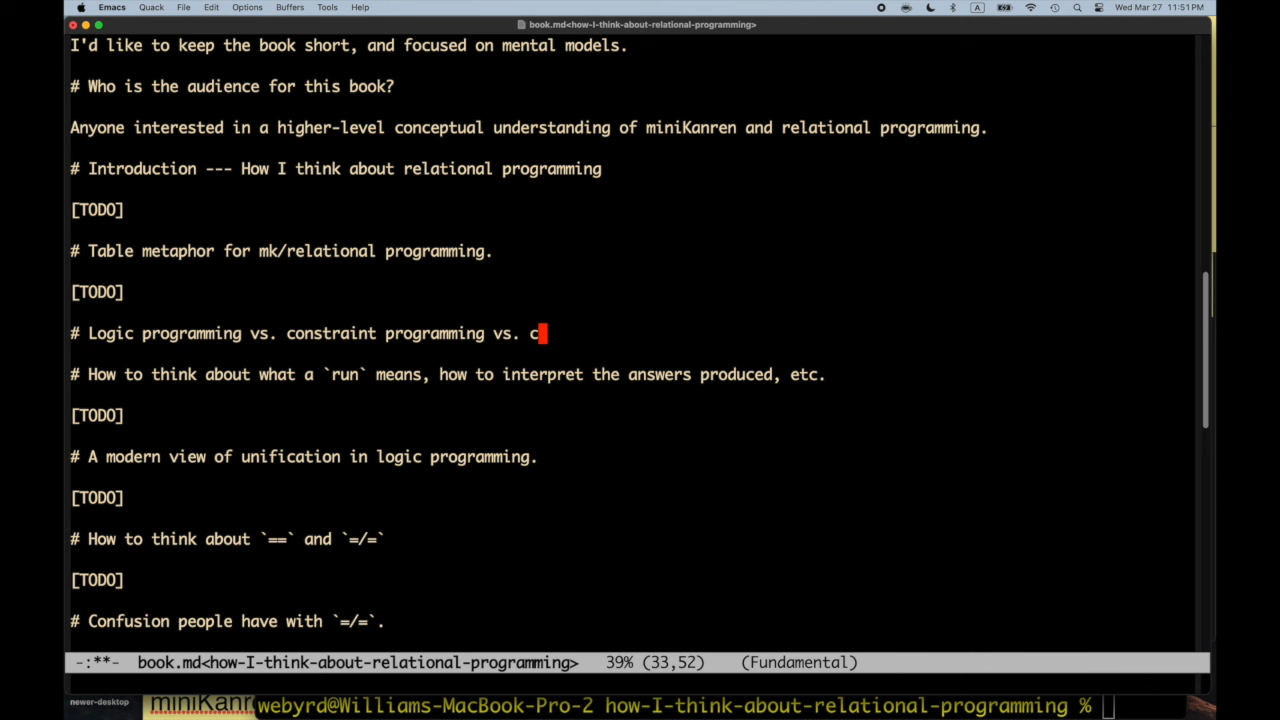 Emacs Quack File Edit Options Buffers Tools Help A Wed Mar 27 11:51 PM
book.md<how-I-think-about-relational-programming>
I'd like to keep the book short, and focused on mental models.
# Who is the audience for this book?
Anyone interested in a higher-level conceptual understanding of miniKanren and relational programming.
# Introduction --- How I think about relational programming
[TODO]
# Table metaphor for mk/relational programming.
[TODO]
# Logic programming vs. constraint programming vs. c
# How to think about what a `run` means, how to interpret the answers produced, etc.
[TODO]
# A modern view of unification in logic programming.
[TODO]
# How to think about `==` and `=/=`
[TODO]
# Confusion people have with `=/=`.
-:**- book.md<how-I-think-about-relational-programming> 39% (33,52) (Fundamental)
newer-desktop miniKanren webyrd@Williams-MacBook-Pro-2 how-I-think-about-relational-programming %